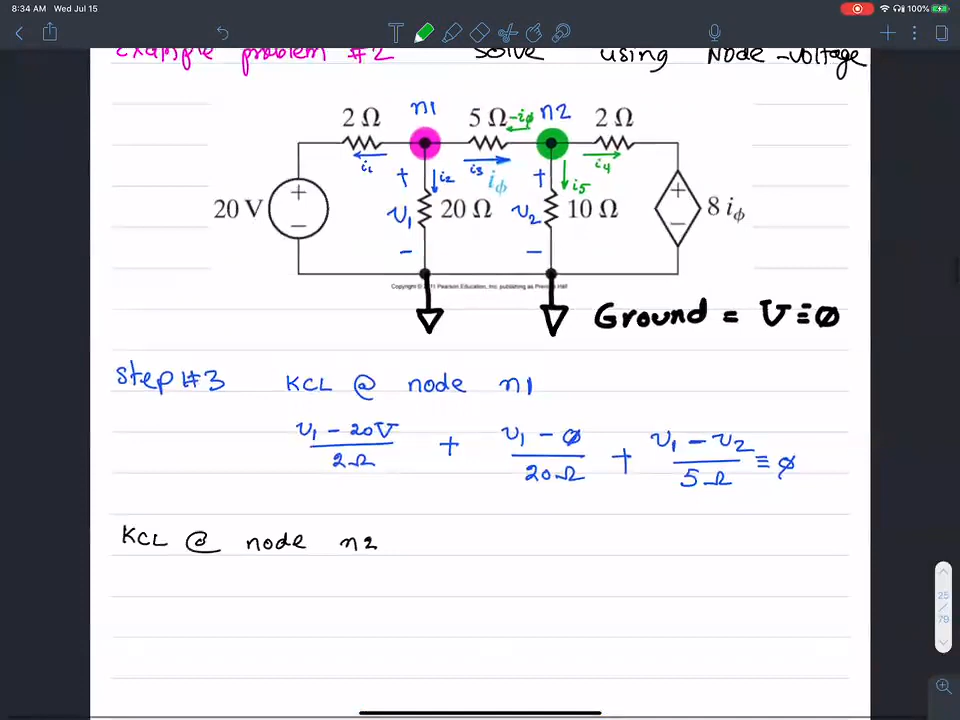 8:34 AM Wed Jul 15
100%
Example problem #2 solve using Node-voltage
2 Ω n1 5 Ω -iϕ n2 2 Ω
i1 i3 iϕ i4
+ i2 + i5 +
20 V + − v1 20 Ω v2 10 Ω − 8 iϕ
− −
Ground = V ≡ ∅
Step #3 KCL @ node n1
v1 - 20V / 2Ω + v1 - ∅ / 20Ω + v1 - v2 / 5Ω ≡ ∅
KCL @ node n2
25
/
79